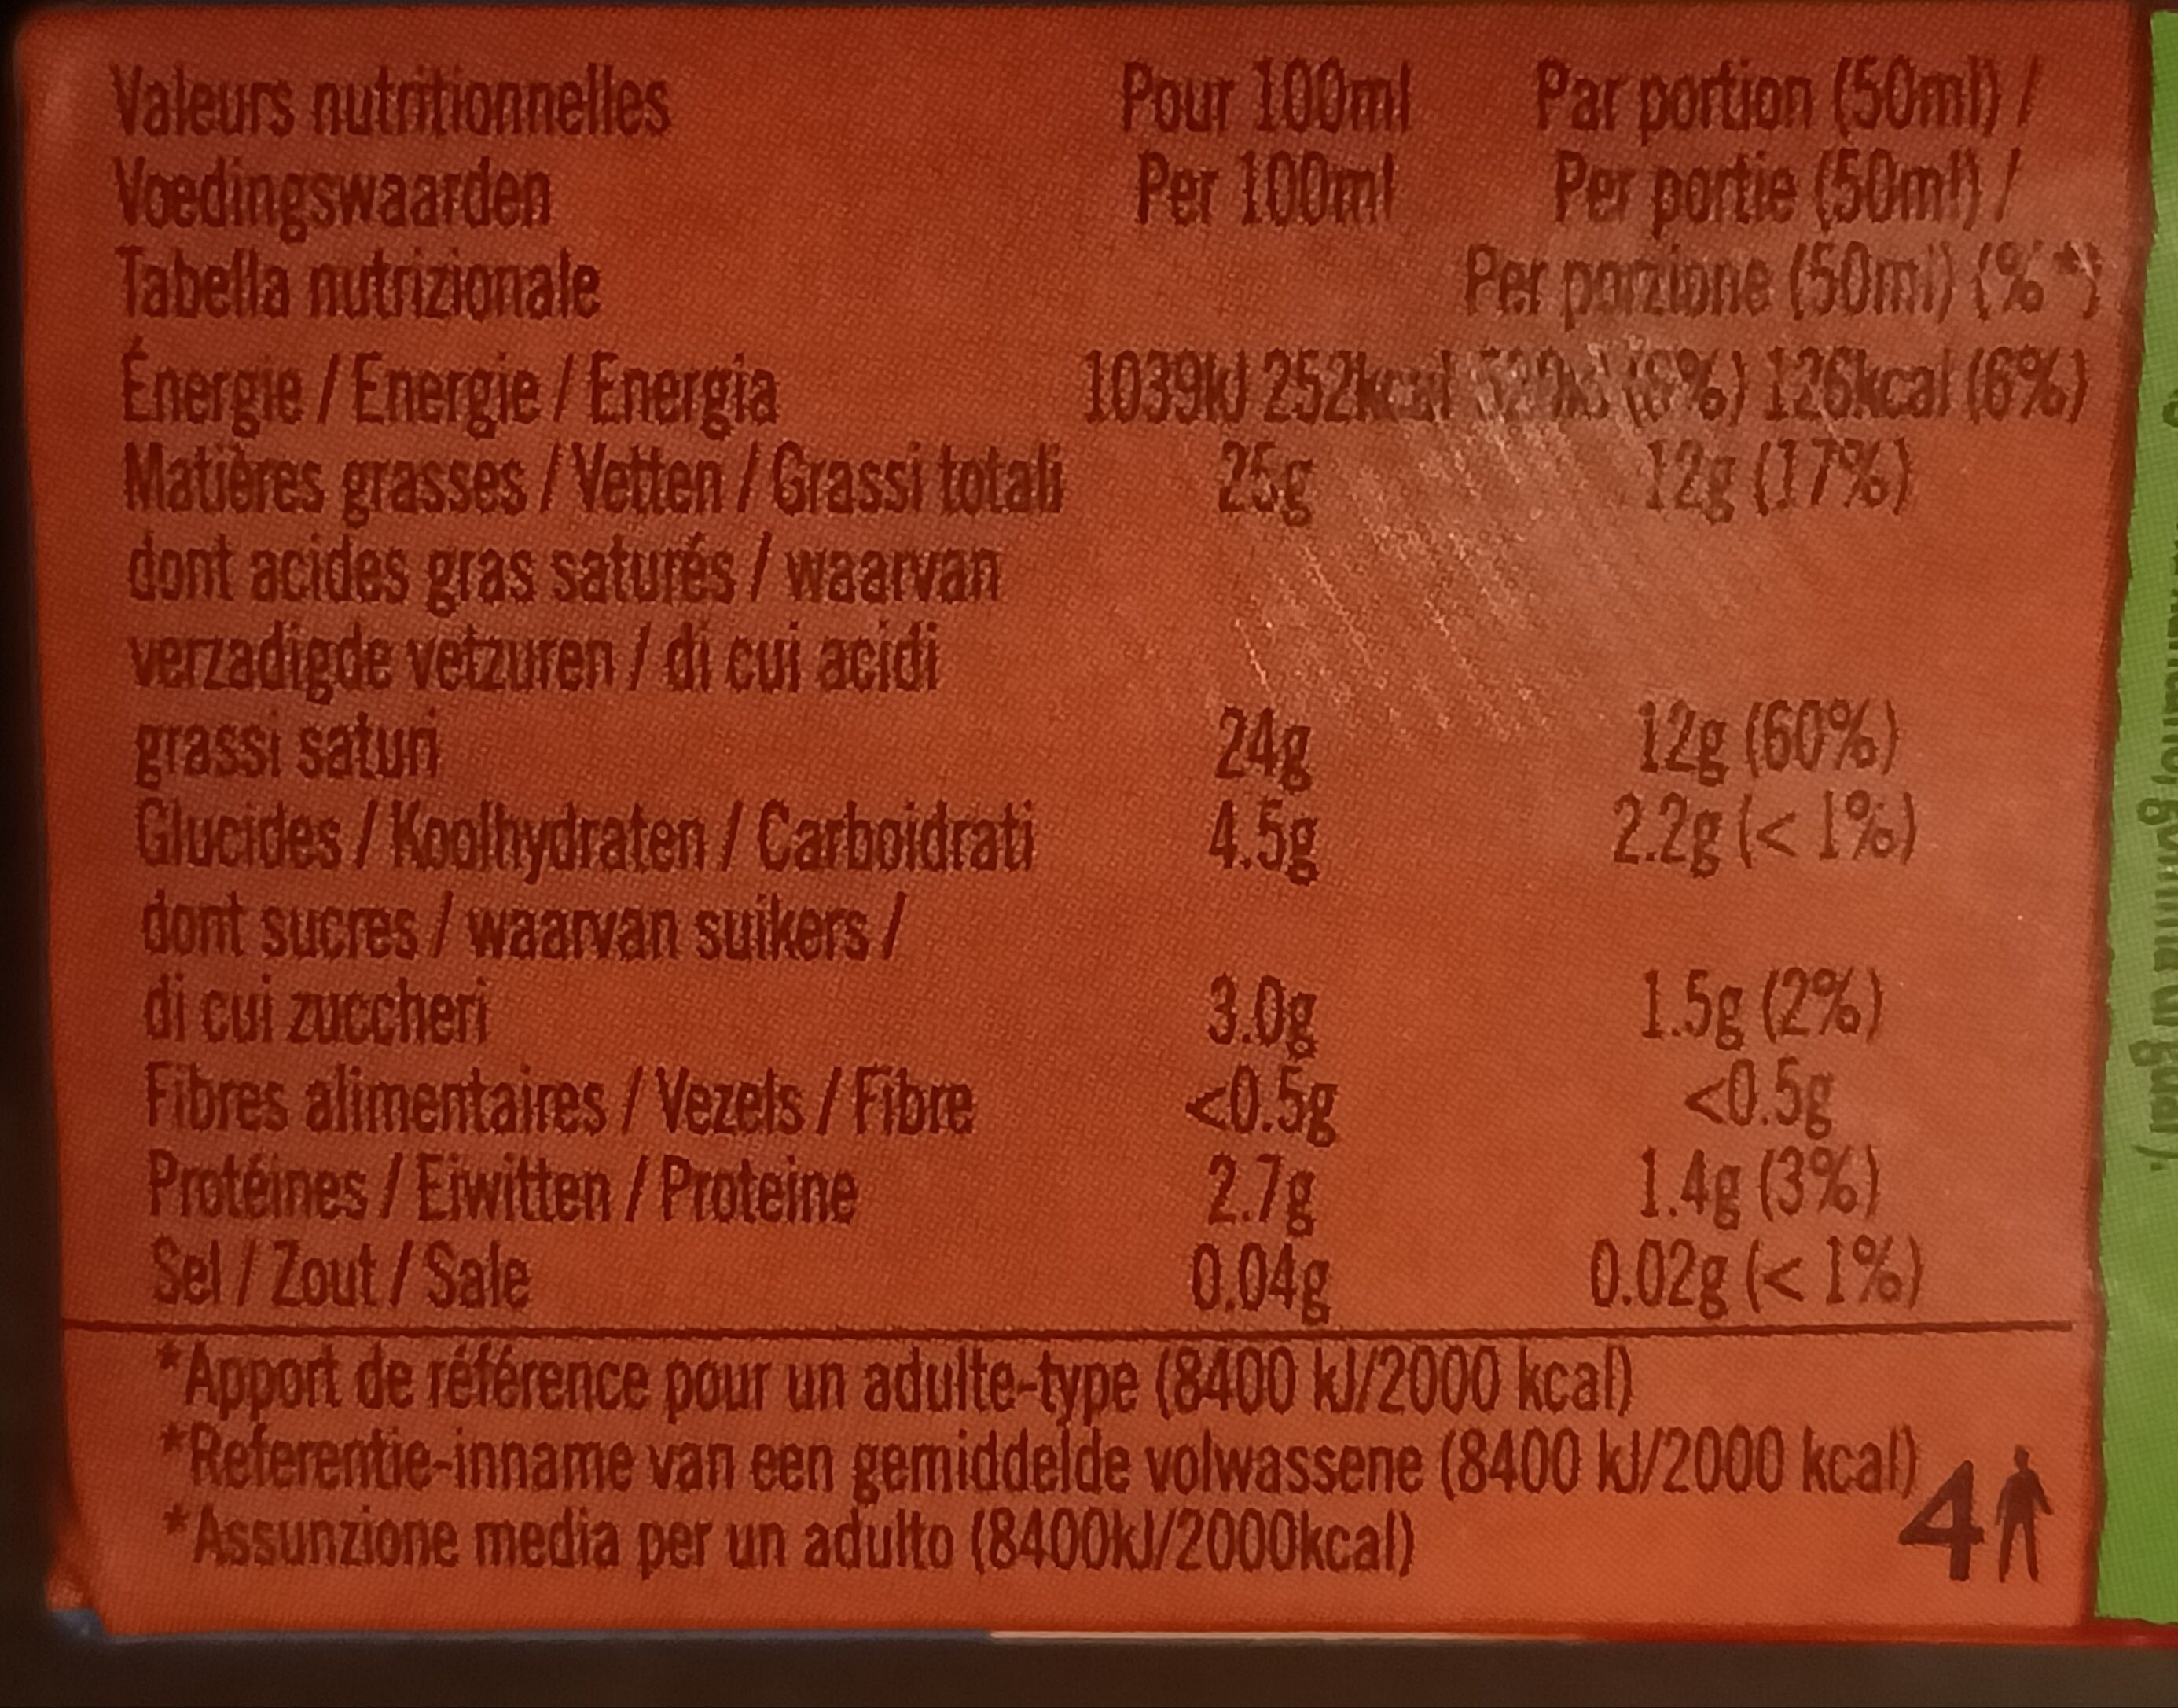 Valeurs nutritionnelles Pour 100ml Par portion (50ml) /
Voedingswaarden Per 100ml Per portie (50ml) /
Tabella nutrizionale Per porzione (50ml) (%*)
Énergie / Energie / Energia 1039kJ 252kcal (6%) 126kcal (6%)
Matières grasses / Vetten / Grassi totali 25g 12g (17%)
dont acides gras saturés / waarvan
verzadigde vetzuren / di cui acidi
grassi saturi 24g 12g (60%)
Glucides / Koolhydraten / Carboidrati 4.5g 2.2g (< 1%)
dont sucres / waarvan suikers /
di cui zuccheri 3.0g 1.5g (2%)
Fibres alimentaires / Vezels / Fibre <0.5g <0.5g
Protéines / Eiwitten / Proteine 2.7g 1.4g (3%)
Sel / Zout / Sale 0.04g 0.02g (< 1%)
*Apport de référence pour un adulte-type (8400 kJ/2000 kcal)
*Referentie-inname van een gemiddelde volwassene (8400 kJ/2000 kcal)
*Assunzione media per un adulto (8400kJ/2000kcal)
4